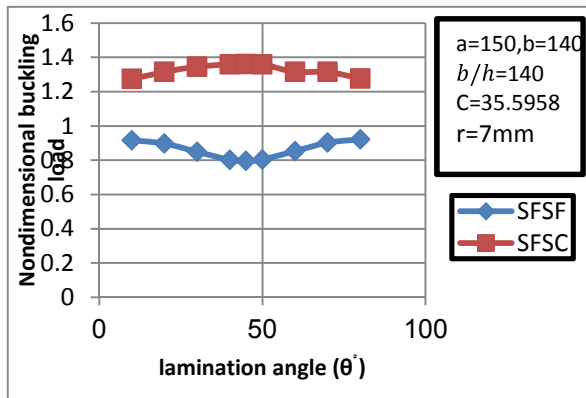 Nondimensional buckling
load
1.6
1.4
1.2
1
0.8
0.6
0.4
0.2
0
0
50
100
lamination angle (θ°)
a=150,b=140
b/h=140
C=35.5958
r=7mm
SFSF
SFSC